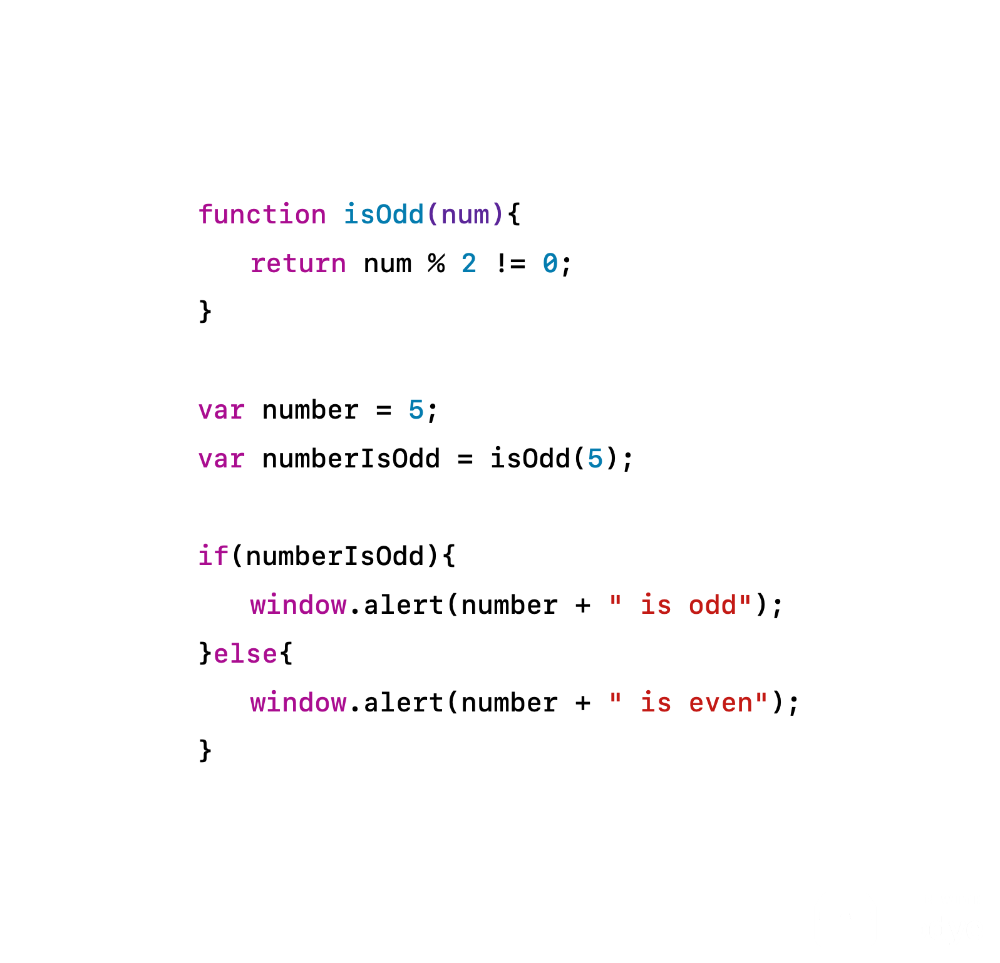 function isOdd(num){
return num % 2 != 0;
}
var number = 5;
var numberIsOdd = isOdd(5);
if(numberIsOdd){
window.alert(number + " is odd");
}else{
window.alert(number + " is even");
}